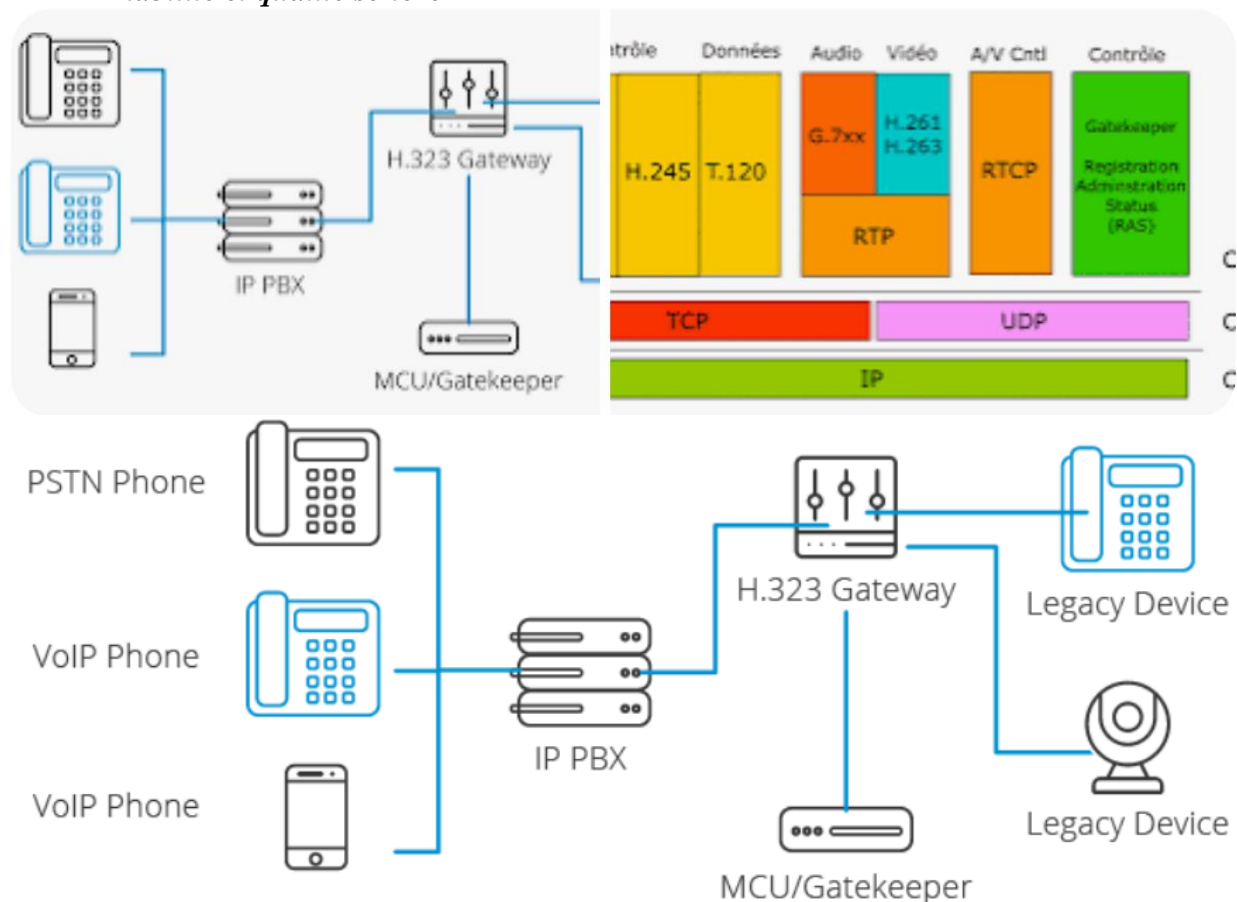 H.323 Gateway
IP PBX
MCU/Gatekeeper
ntrôle Données Audio Vidéo A/V Cntl Contrôle
H.245 T.120
G.7xx
H.261
H.263
RTP
RTCP
Gatekeeper
Registration
Adminstration
Status
(RAS)
TCP UDP
IP
PSTN Phone
VoIP Phone
VoIP Phone
IP PBX
H.323 Gateway
MCU/Gatekeeper
Legacy Device
Legacy Device